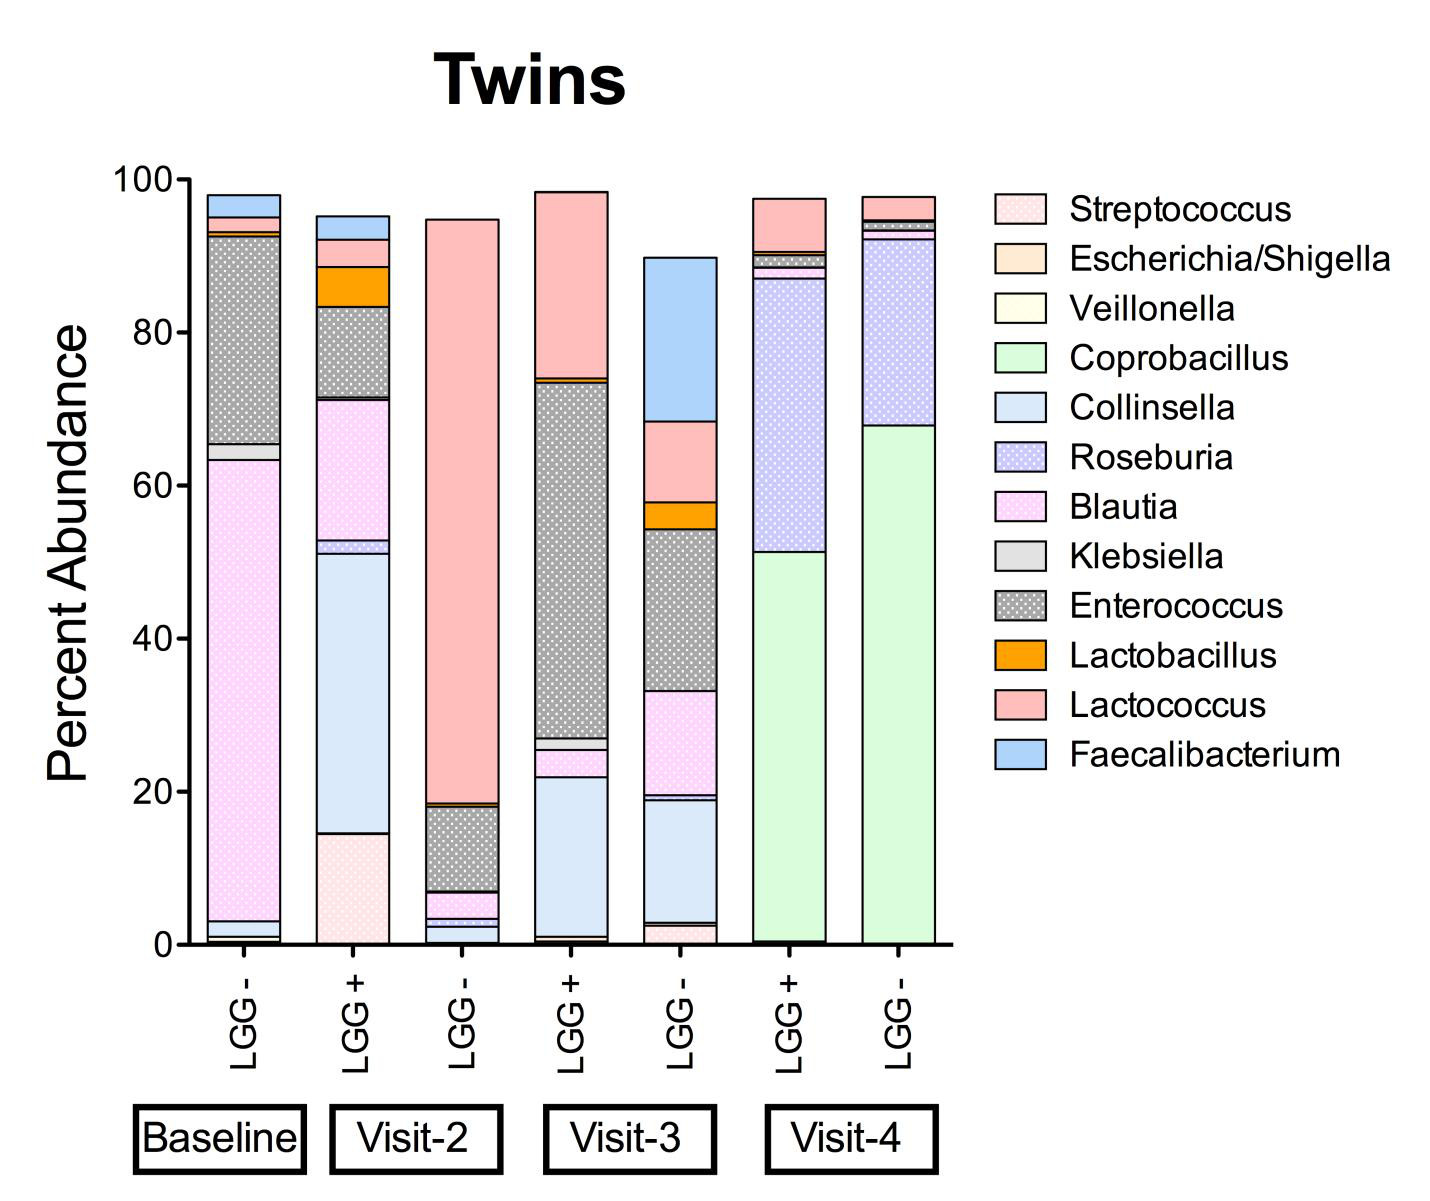 Twins
Percent Abundance
100
80
60
40
20
0
LGG -
LGG +
LGG -
LGG +
LGG -
LGG +
LGG -
Baseline
Visit-2
Visit-3
Visit-4
Streptococcus
Escherichia/Shigella
Veillonella
Coprobacillus
Collinsella
Roseburia
Blautia
Klebsiella
Enterococcus
Lactobacillus
Lactococcus
Faecalibacterium